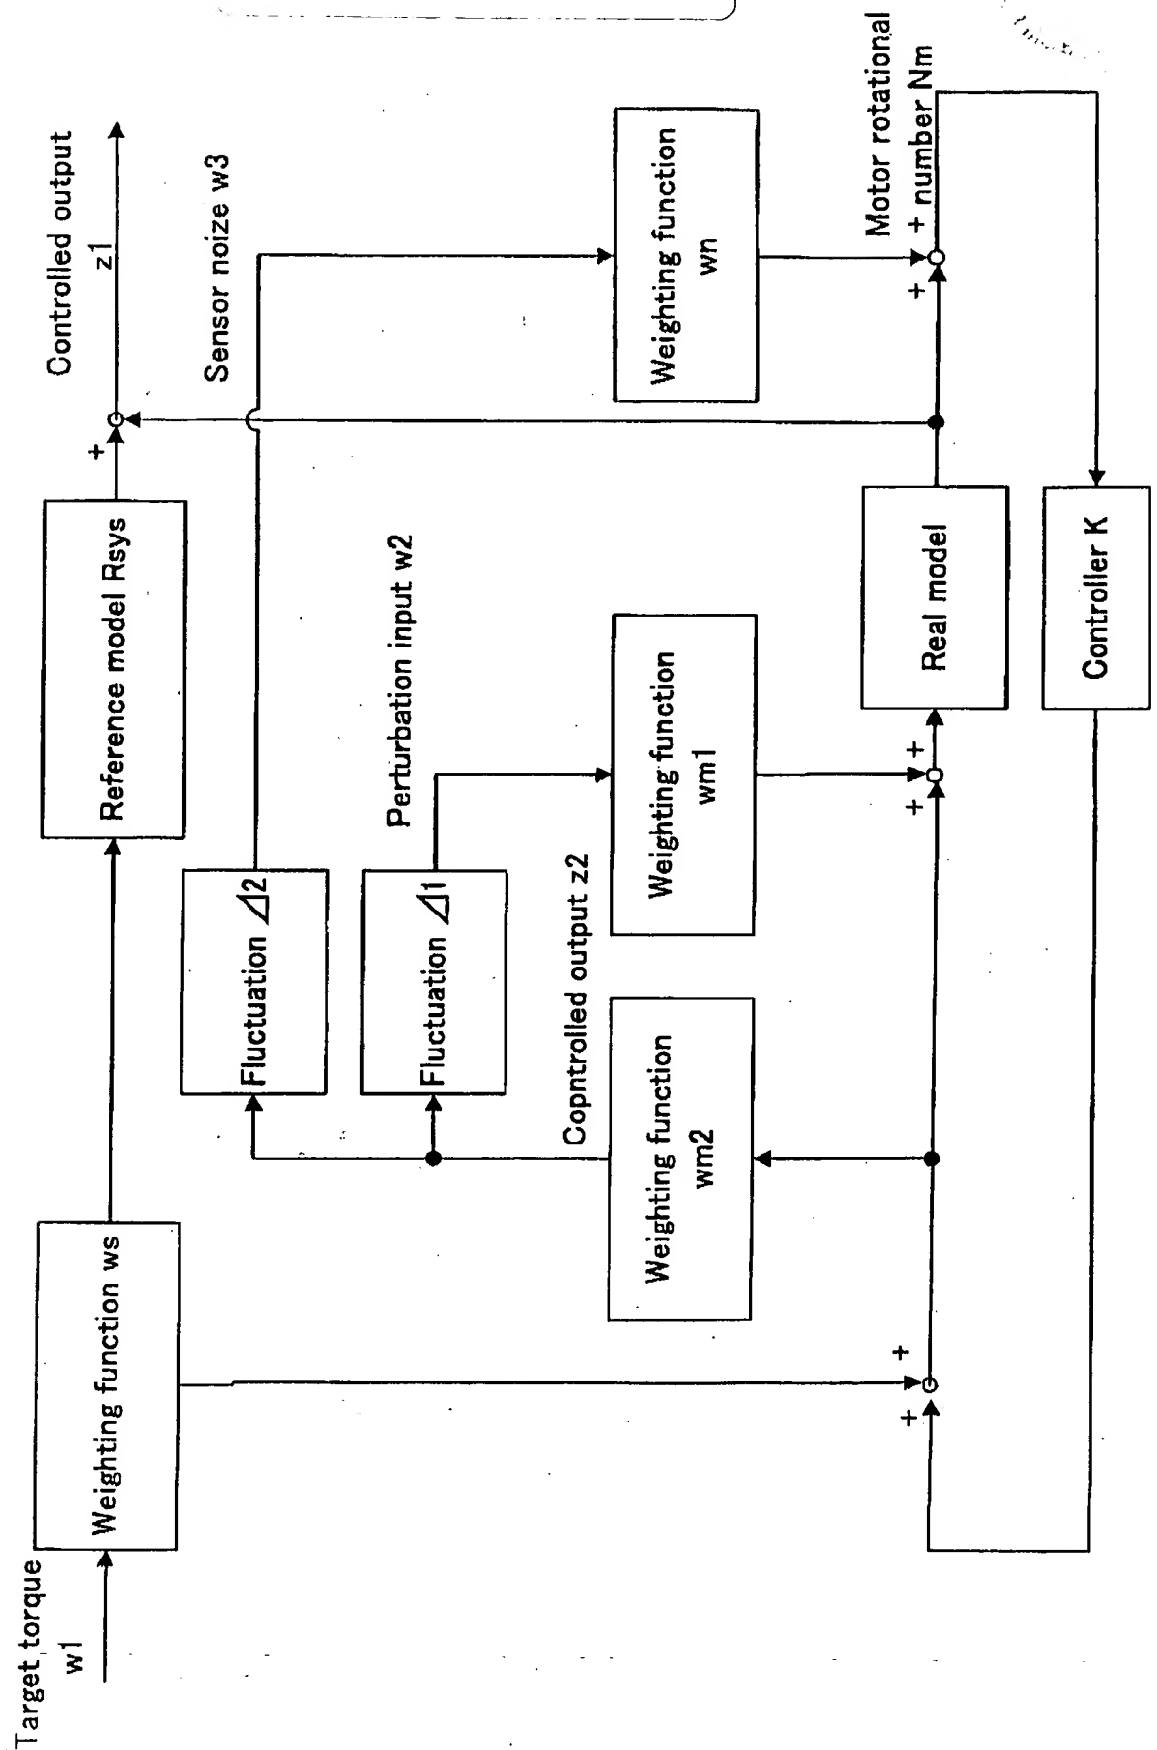 Target torque
w1
Weighting function ws
Reference model Rsys
+
Controlled output
z1
Fluctuation Δ2
Sensor noize w3
Fluctuation Δ1
Perturbation input w2
Copntrolled output z2
Weighting function
wm2
Weighting function
wm1
Weighting function
wn
+
+
+
+
Real model
+
+
Motor rotational
number Nm
Controller K